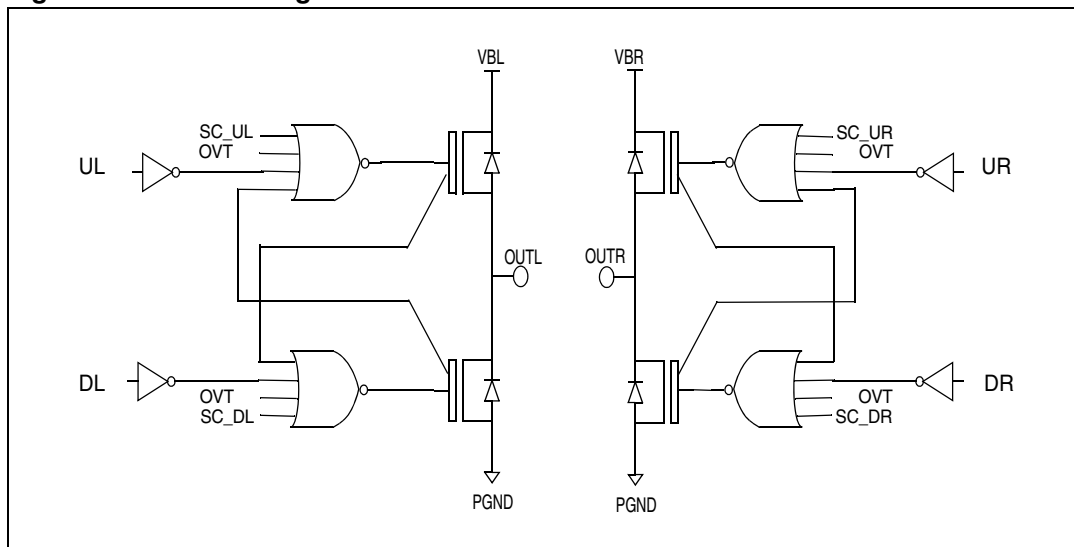 VBL VBR
SC_UL SC_UR
OVT OVT
UL UR
OUTL OUTR
DL DR
OVT OVT
SC_DL SC_DR
PGND PGND